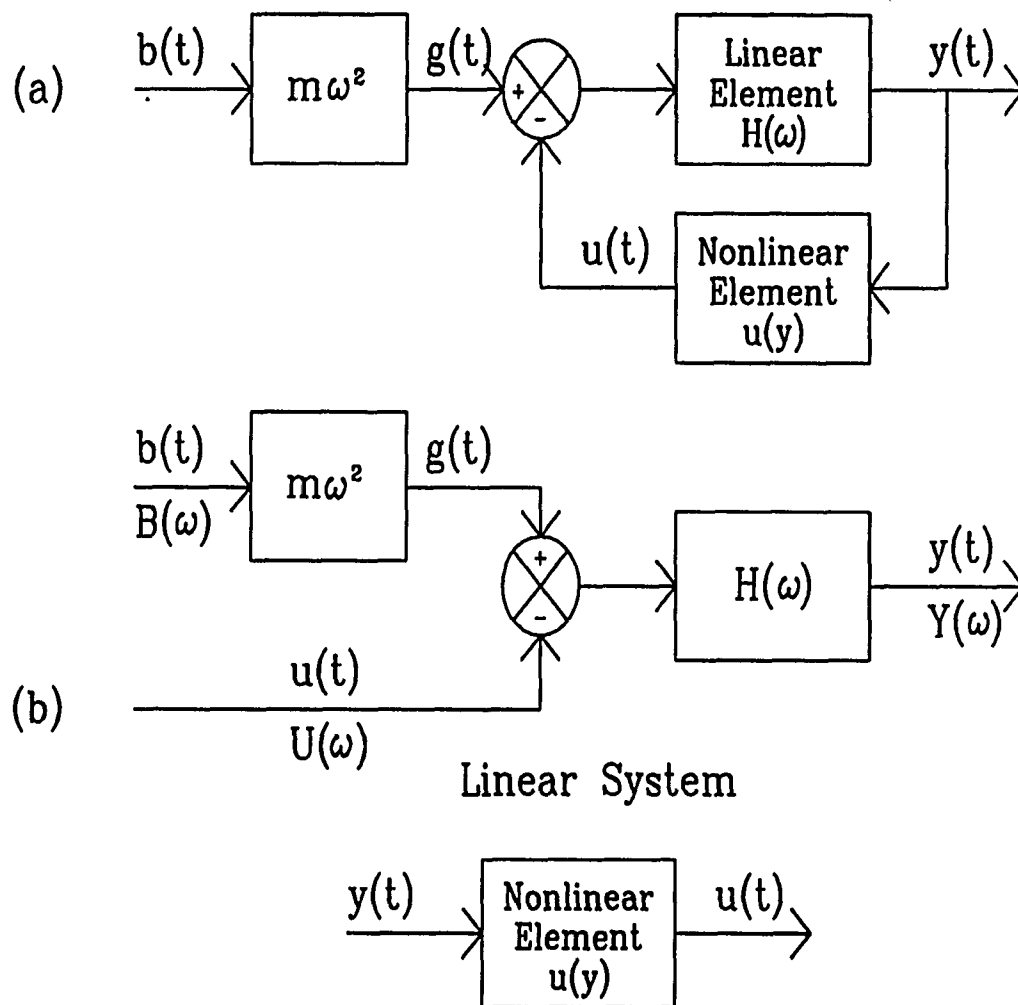 (a)
b(t)
mω²
g(t)
+
-
Linear
Element
H(ω)
y(t)
u(t)
Nonlinear
Element
u(y)
(b)
b(t)
B(ω)
mω²
g(t)
+
-
H(ω)
y(t)
Y(ω)
u(t)
U(ω)
Linear System
y(t)
Nonlinear
Element
u(y)
u(t)